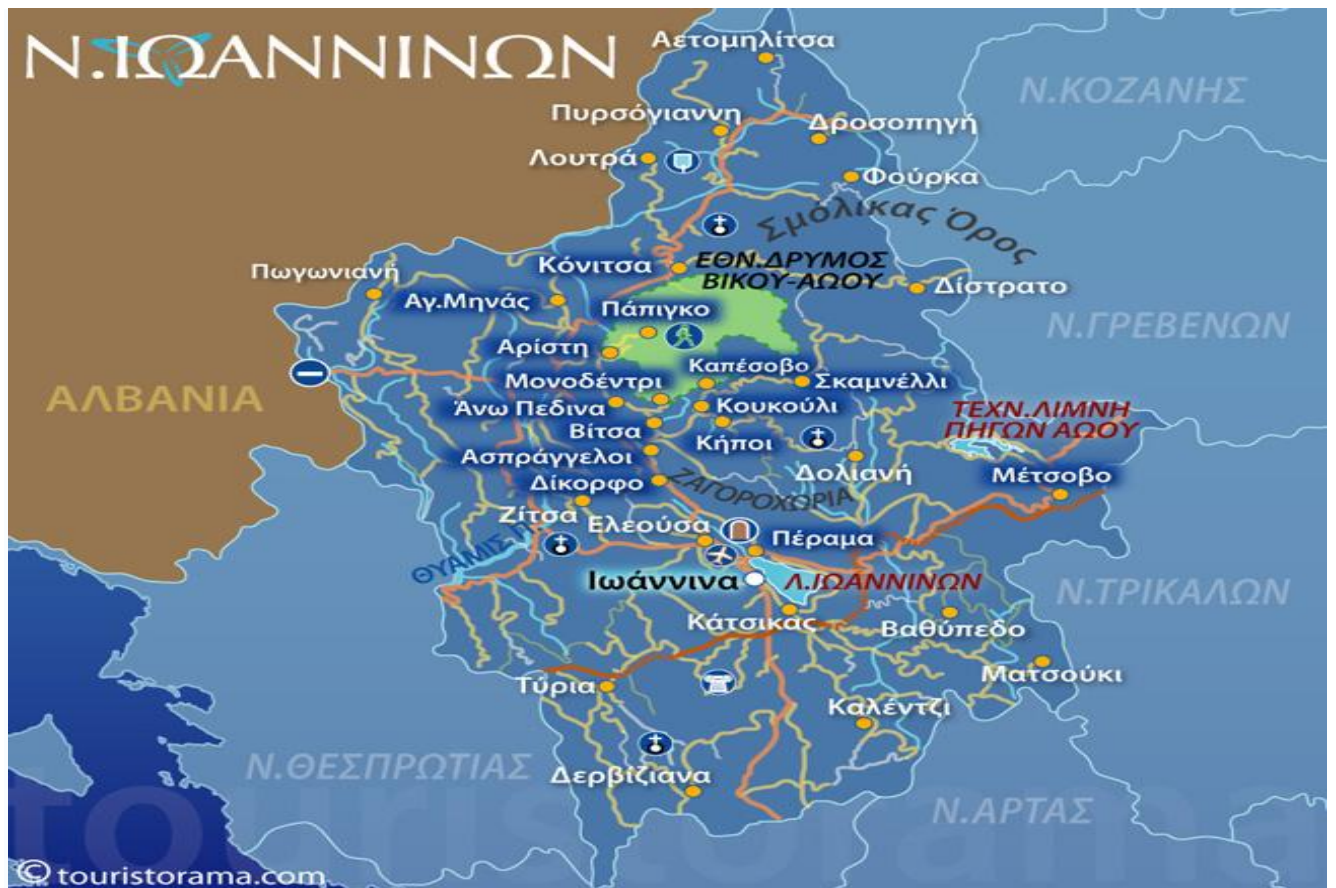 Ν.ΙΩΑΝΝΙΝΩΝ
Αετομηλίτσα
Ν.ΚΟΖΑΝΗΣ
Πυρσόγιαννη
Δροσοπηγή
Λουτρά
Φούρκα
Σμόλικας Όρος
Πωγωνιανή
Κόνιτσα
ΕΘΝ.ΔΡΥΜΟΣ
ΒΙΚΟΥ-ΑΩΟΥ
Δίστρατο
Αγ.Μηνάς
Πάπιγκο
Ν.ΓΡΕΒΕΝΩΝ
Αρίστη
Καπέσοβο
ΑΛΒΑΝΙΑ
Μονοδέντρι
Σκαμνέλλι
Άνω Πεδινα
Κουκούλι
ΤΕΧΝ.ΛΙΜΝΗ
ΠΗΓΩΝ ΑΩΟΥ
Βίτσα
Κήποι
Ασπράγγελοι
Δολιανή
Μέτσοβο
Δίκορφο
ΖΑΓΟΡΟΧΩΡΙΑ
Ζίτσα
Ελεούσα
Πέραμα
ΘΥΑΜΙΣ
Ιωάννινα
Λ.ΙΩΑΝΝΙΝΩΝ
Ν.ΤΡΙΚΑΛΩΝ
Κάτσικας
Βαθύπεδο
Ματσούκι
Τύρια
Καλέντζι
Ν.ΘΕΣΠΡΩΤΙΑΣ
Δερβίζιανα
Ν.ΑΡΤΑΣ
touristorama
© touristorama.com